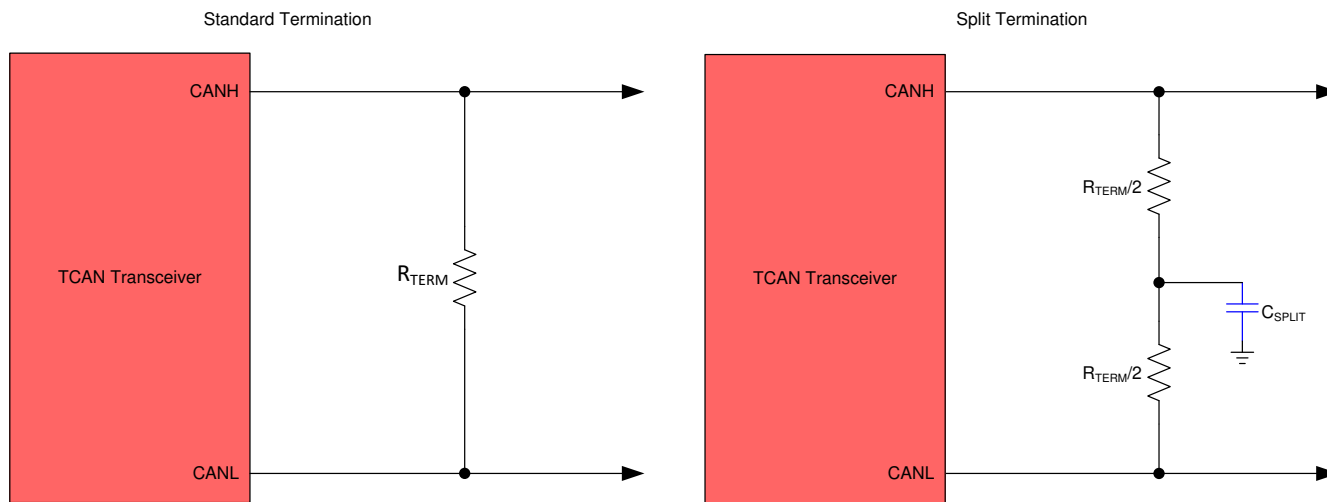 Standard Termination
Split Termination
CANH
TCAN Transceiver
R_TERM
CANL
CANH
R_TERM/2
TCAN Transceiver
C_SPLIT
R_TERM/2
CANL